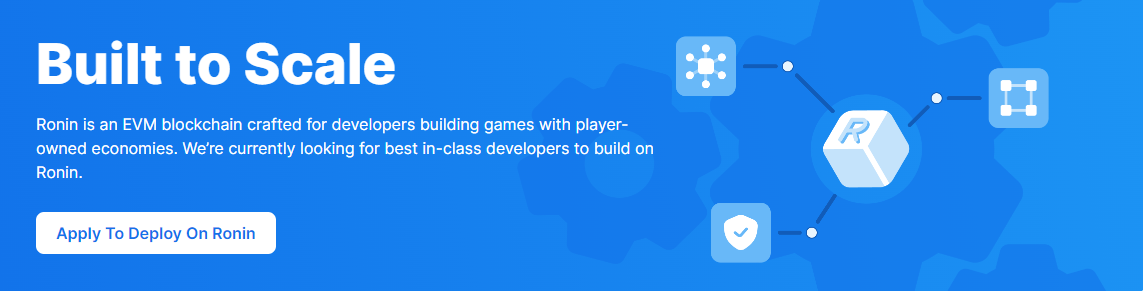 Built to Scale
Ronin is an EVM blockchain crafted for developers building games with player-
owned economies. We’re currently looking for best in-class developers to build on
Ronin.
Apply To Deploy On Ronin
R